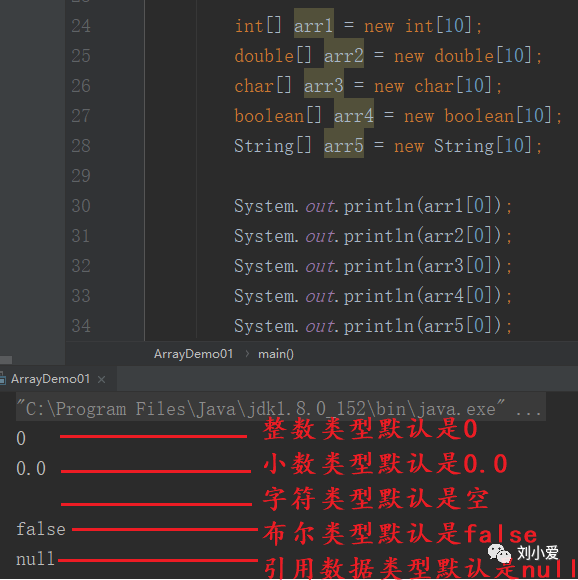 24 int[] arr1 = new int[10];
25 double[] arr2 = new double[10];
26 char[] arr3 = new char[10];
27 boolean[] arr4 = new boolean[10];
28 String[] arr5 = new String[10];
29
30 System.out.println(arr1[0]);
31 System.out.println(arr2[0]);
32 System.out.println(arr3[0]);
33 System.out.println(arr4[0]);
34 System.out.println(arr5[0]);
ArrayDemo01 › main()
ArrayDemo01 ×
"C:\Program Files\Java\jdk1.8.0_152\bin\java.exe" ...
0 整数类型默认是0
0.0 小数类型默认是0.0
字符类型默认是空
false 布尔类型默认是false
刘小爱
null 引用数据类型默认是null